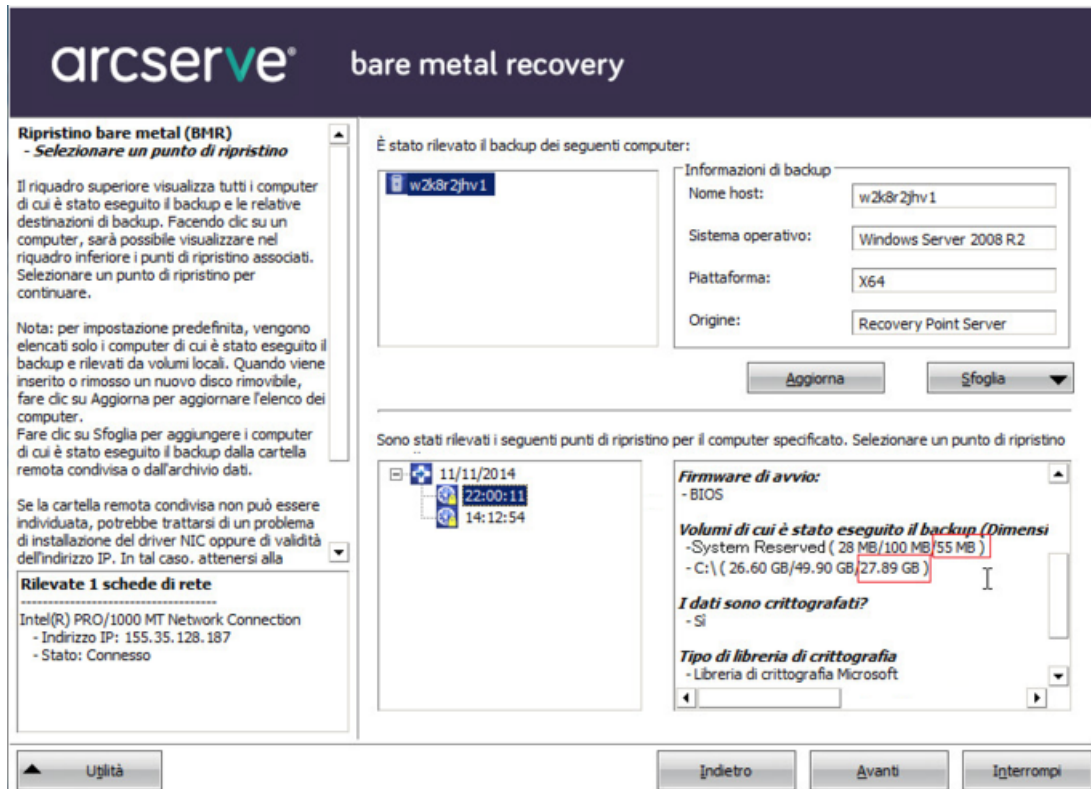 arcserve® bare metal recovery
Ripristino bare metal (BMR)
- Selezionare un punto di ripristino
Il riquadro superiore visualizza tutti i computer
di cui è stato eseguito il backup e le relative
destinazioni di backup. Facendo clic su un
computer, sarà possibile visualizzare nel
riquadro inferiore i punti di ripristino associati.
Selezionare un punto di ripristino per
continuare.
Nota: per impostazione predefinita, vengono
elencati solo i computer di cui è stato eseguito il
backup e rilevati da volumi locali. Quando viene
inserito o rimosso un nuovo disco rimovibile,
fare clic su Aggiorna per aggiornare l'elenco dei
computer.
Fare clic su Sfoglia per aggiungere i computer
di cui è stato eseguito il backup dalla cartella
remota condivisa o dall'archivio dati.
Se la cartella remota condivisa non può essere
individuata, potrebbe trattarsi di un problema
di installazione del driver NIC oppure di validità
dell'indirizzo IP. In tal caso, attenersi alla
Rilevate 1 schede di rete
-------------------------------------
Intel(R) PRO/1000 MT Network Connection
- Indirizzo IP: 155.35.128.187
- Stato: Connesso
È stato rilevato il backup dei seguenti computer:
w2k8r2jhv1
Informazioni di backup
Nome host: w2k8r2jhv1
Sistema operativo: Windows Server 2008 R2
Piattaforma: X64
Origine: Recovery Point Server
Aggiorna Sfoglia
Sono stati rilevati i seguenti punti di ripristino per il computer specificato. Selezionare un punto di ripristino
11/11/2014
22:00:11
14:12:54
Firmware di avvio:
- BIOS
Volumi di cui è stato eseguito il backup (Dimensi
-System Reserved ( 28 MB/100 MB/55 MB )
- C:\ ( 26.60 GB/49.90 GB/27.89 GB )
I dati sono crittografati?
- Sì
Tipo di libreria di crittografia
- Libreria di crittografia Microsoft
Utilità Indietro Avanti Interrompi